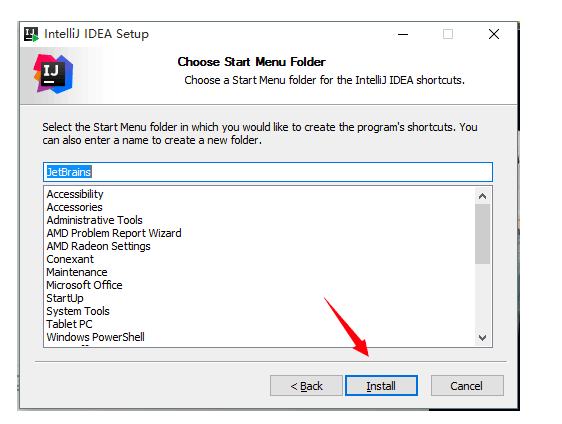 IntelliJ IDEA Setup
IJ
Choose Start Menu Folder
Choose a Start Menu folder for the IntelliJ IDEA shortcuts.
Select the Start Menu folder in which you would like to create the program's shortcuts. You
can also enter a name to create a new folder.
JetBrains
Accessibility
Accessories
Administrative Tools
AMD Problem Report Wizard
AMD Radeon Settings
Conexant
Maintenance
Microsoft Office
StartUp
System Tools
Tablet PC
Windows PowerShell
< Back
Install
Cancel